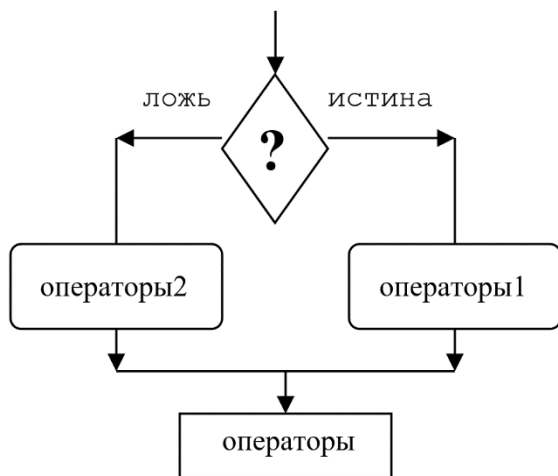 ложь истина
?
операторы2 операторы1
операторы